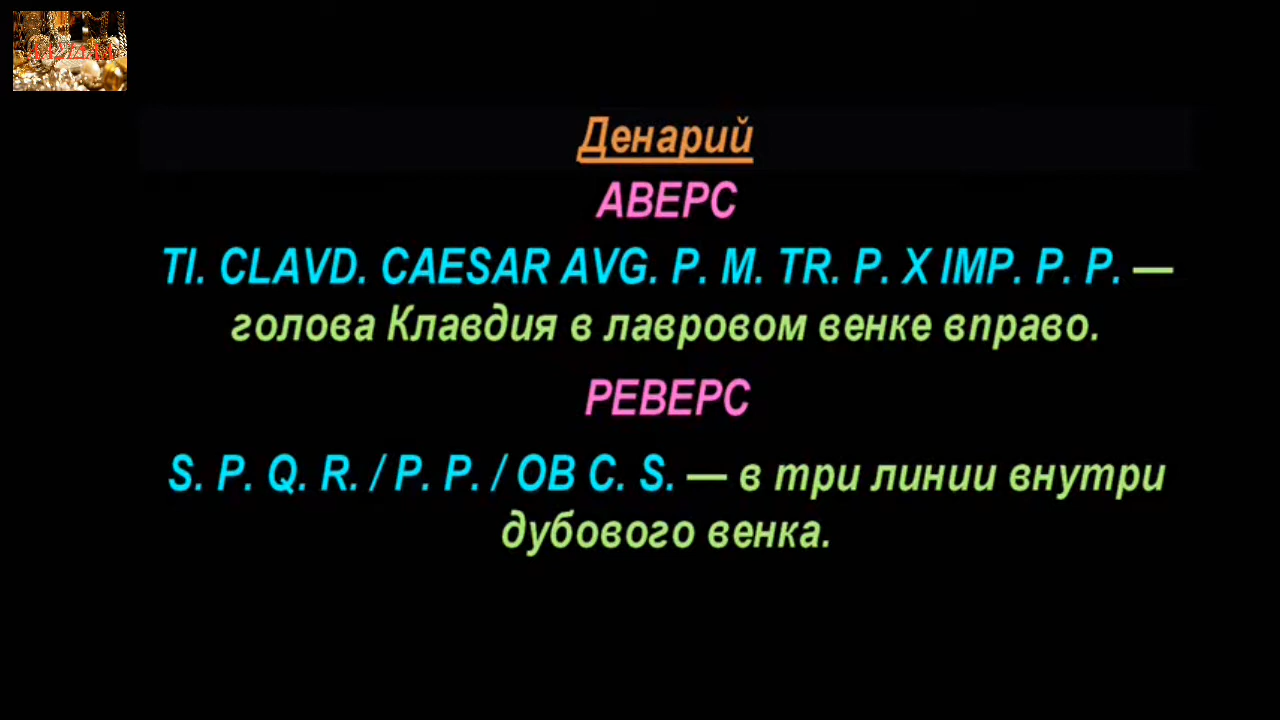 Денарий
АВЕРС
TI. CLAVD. CAESAR AVG. P. M. TR. P. X IMP. P. P. —
голова Клавдия в лавровом венке вправо.
РЕВЕРС
S. P. Q. R. / P. P. / OB C. S. — в три линии внутри
дубового венка.